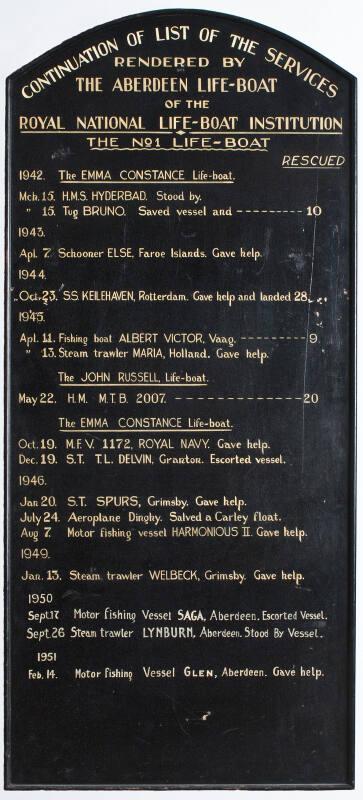 CONTINUATION OF LIST OF THE SERVICES
RENDERED BY
THE ABERDEEN LIFE-BOAT
OF THE
ROYAL NATIONAL LIFE-BOAT INSTITUTION
THE No1 LIFE-BOAT
RESCUED
1942. The EMMA CONSTANCE Life-boat.
Mch. 15. H.M.S. HYDERBAD. Stood by.
" 15. Tug BRUNO. Saved vessel and --------- 10
1943.
Apl. 7. Schooner ELSE, Faroe Islands. Gave help.
1944.
Oct. 23. S.S. KEILEHAVEN, Rotterdam. Gave help and landed 28.
1945.
Apl. 11. Fishing boat ALBERT VICTOR, Vaag. --------- 9
" 13. Steam trawler MARIA, Holland. Gave help.
The JOHN RUSSELL, Life-boat.
May 22. H.M. M.T.B. 2007. --------------- 20
The EMMA CONSTANCE Life-boat.
Oct. 19. M.F.V. 1172, ROYAL NAVY. Gave help.
Dec. 19. S.T. T.L. DELVIN, Granton. Escorted vessel.
1946.
Jan 20. S.T. SPURS, Grimsby. Gave help.
July 24. Aeroplane Dinghy. Salved a Carley float.
Aug 7. Motor fishing vessel HARMONIOUS II. Gave help.
1949.
Jan. 13. Steam trawler WELBECK, Grimsby. Gave help.
1950
Sept. 17 Motor fishing Vessel SAGA, Aberdeen. Escorted Vessel.
Sept. 26 Steam trawler LYNBURN, Aberdeen. Stood By Vessel.
1951
Feb. 14. Motor fishing Vessel GLEN, Aberdeen. Gave help.